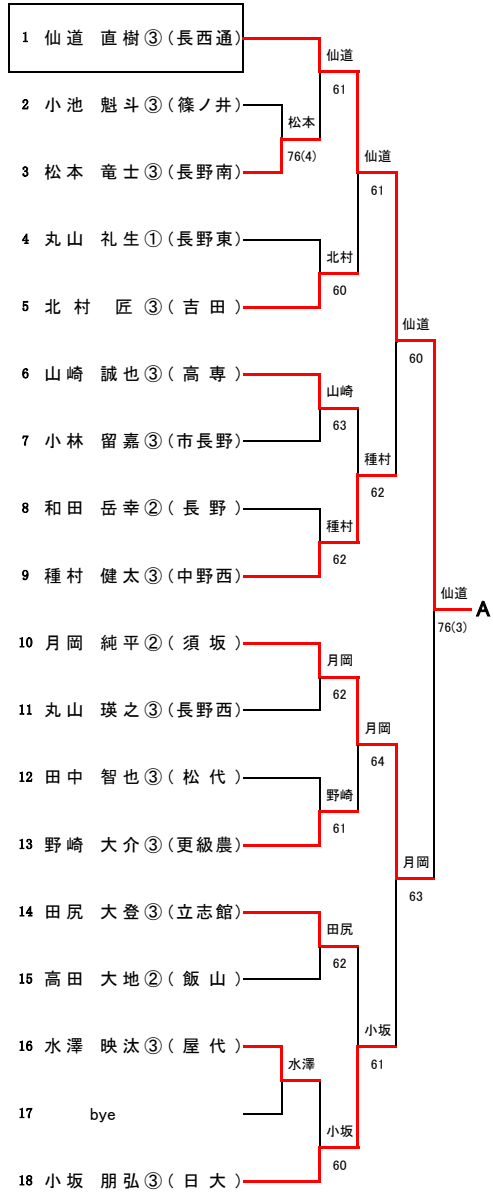 1 仙道 直樹③(長西通)
仙道
61
2 小池 魁斗③(篠ノ井)
松本
76(4)
仙道
61
3 松本 竜士③(長野南)
4 丸山 礼生①(長野東)
北村
60
5 北村 匠③(吉田)
仙道
60
6 山崎 誠也③(高専)
山崎
63
7 小林 留嘉③(市長野)
種村
62
8 和田 岳幸②(長野)
種村
62
9 種村 健太③(中野西)
仙道
76(3)
A
10 月岡 純平②(須坂)
月岡
62
11 丸山 瑛之③(長野西)
月岡
64
12 田中 智也③(松代)
野崎
61
13 野崎 大介③(更級農)
月岡
63
14 田尻 大登③(立志館)
田尻
62
15 高田 大地②(飯山)
小坂
61
16 水澤 映汰③(屋代)
水澤
17 bye
小坂
60
18 小坂 朋弘③(日大)